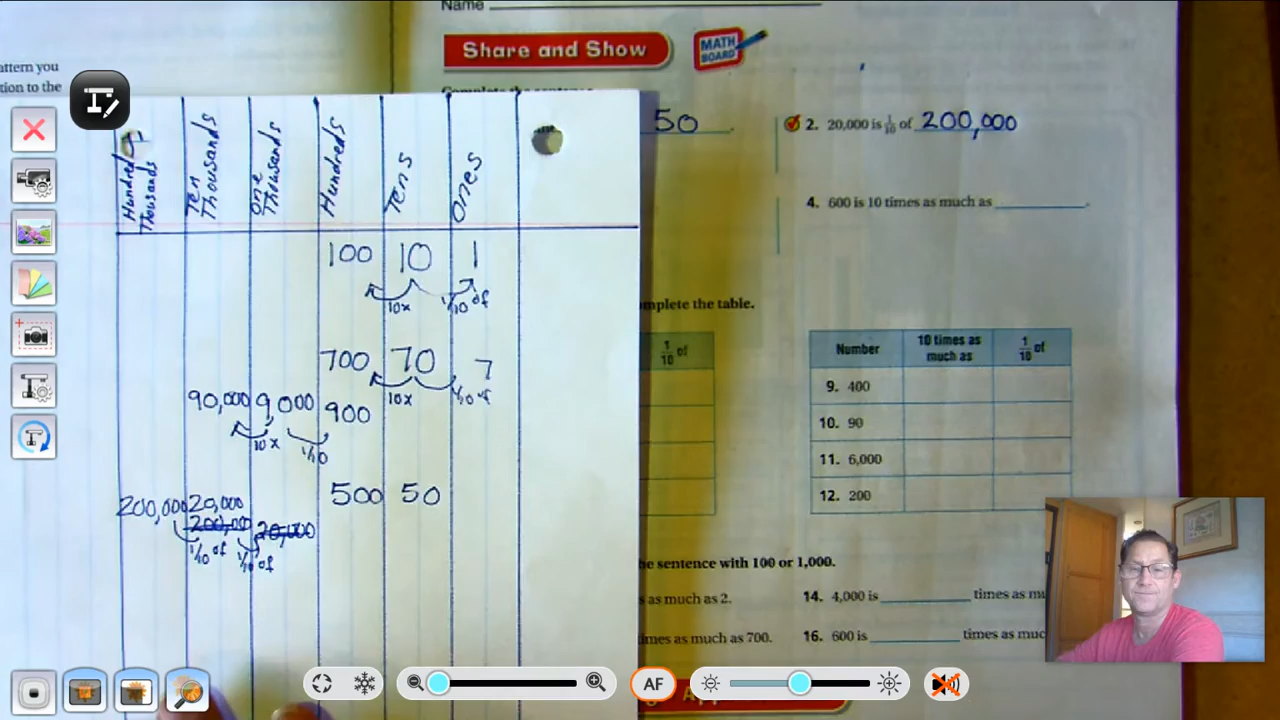 Name
attern you
tion to the
Share and Show
MATH BOARD
Complete the sentence.
50
2. 20,000 is 1/10 of 200,000
4. 600 is 10 times as much as
Hundred Thousands
Ten Thousands
One Thousands
Hundreds
Tens
Ones
100 10 1
10x 1/10 of
700 70 7
10x 1/10 of
90,000 9,000 900
10x 1/10
500 50
200,000 20,000
200,000 20,000
1/10 of 1/10 of
mplete the table.
1/10 of
Number 10 times as much as 1/10 of
9. 400
10. 90
11. 6,000
12. 200
e sentence with 100 or 1,000.
s as much as 2.
14. 4,000 is times as mu
imes as much as 700.
16. 600 is times as muc
AF